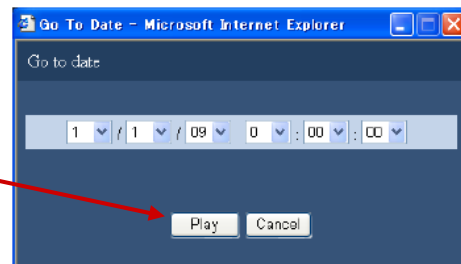 Go To Date - Microsoft Internet Explorer
Go to date
1 / 1 / 09 0 : 00 : 00
Play Cancel